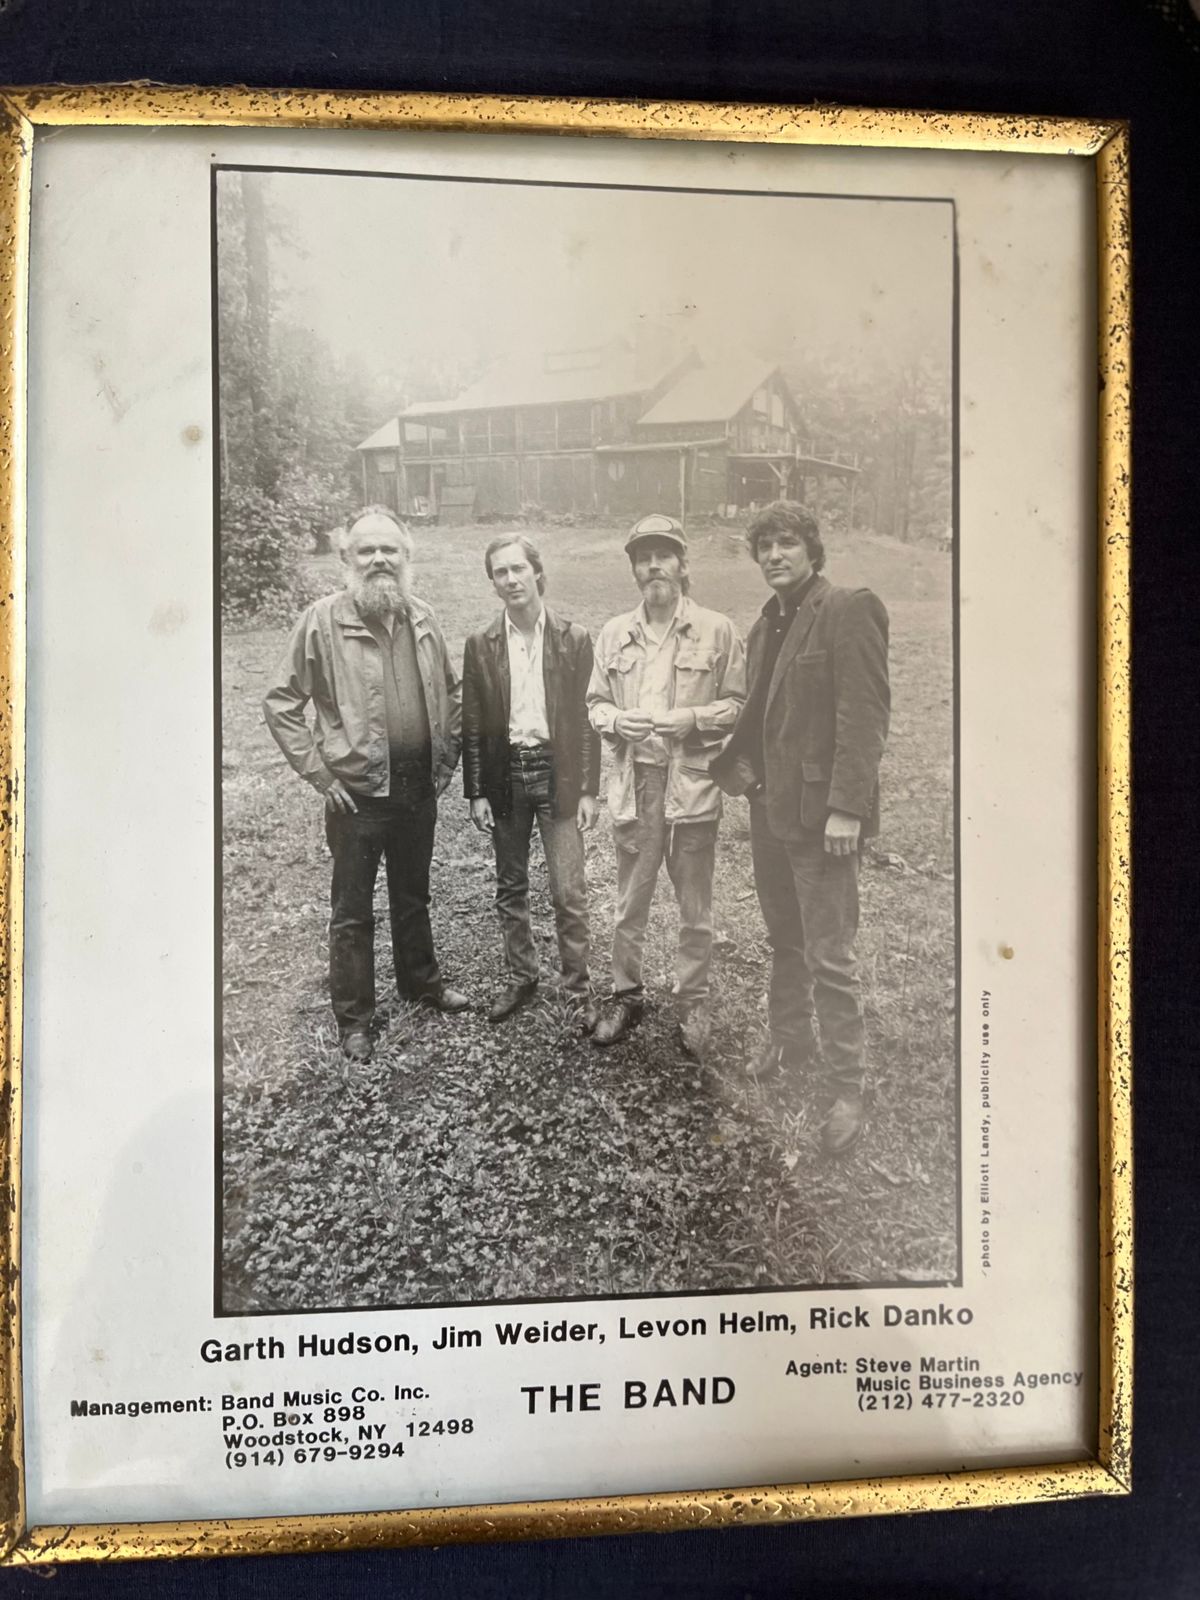 photo by Elliott Landy, publicity use only
Garth Hudson, Jim Weider, Levon Helm, Rick Danko
Management: Band Music Co. Inc.
P.O. Box 898
Woodstock, NY 12498
(914) 679-9294
THE BAND
Agent: Steve Martin
Music Business Agency
(212) 477-2320